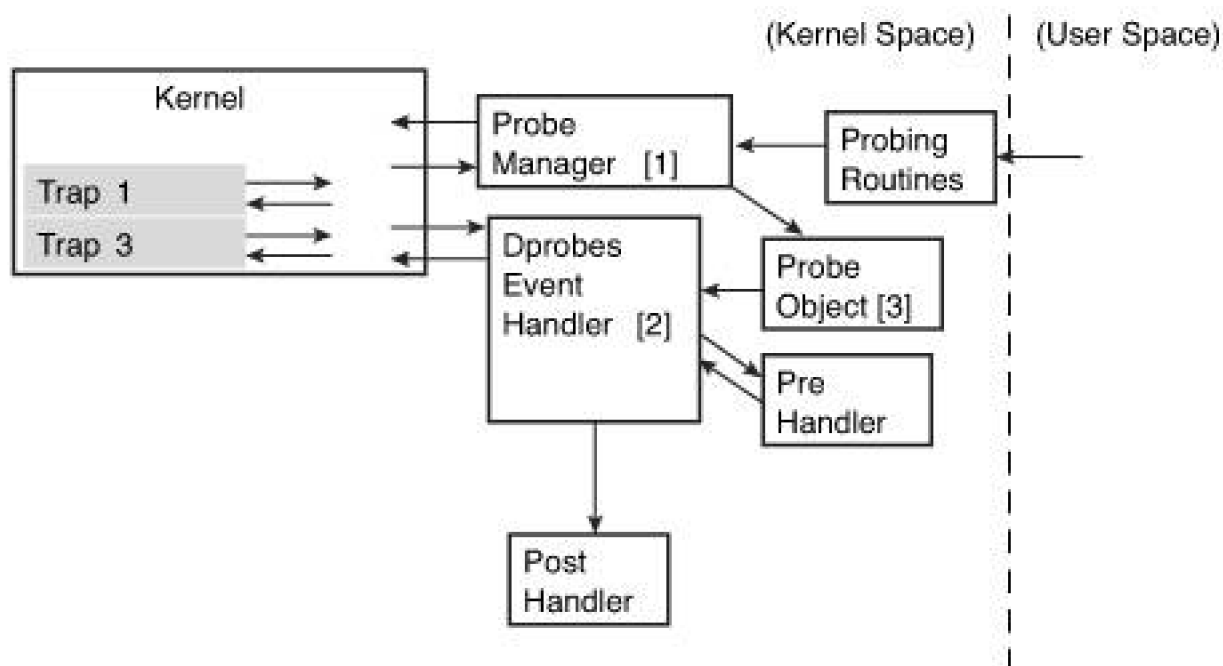 (Kernel Space)
(User Space)
Kernel
Trap 1
Trap 3
Probe
Manager [1]
Probing
Routines
Dprobes
Event
Handler [2]
Probe
Object [3]
Pre
Handler
Post
Handler